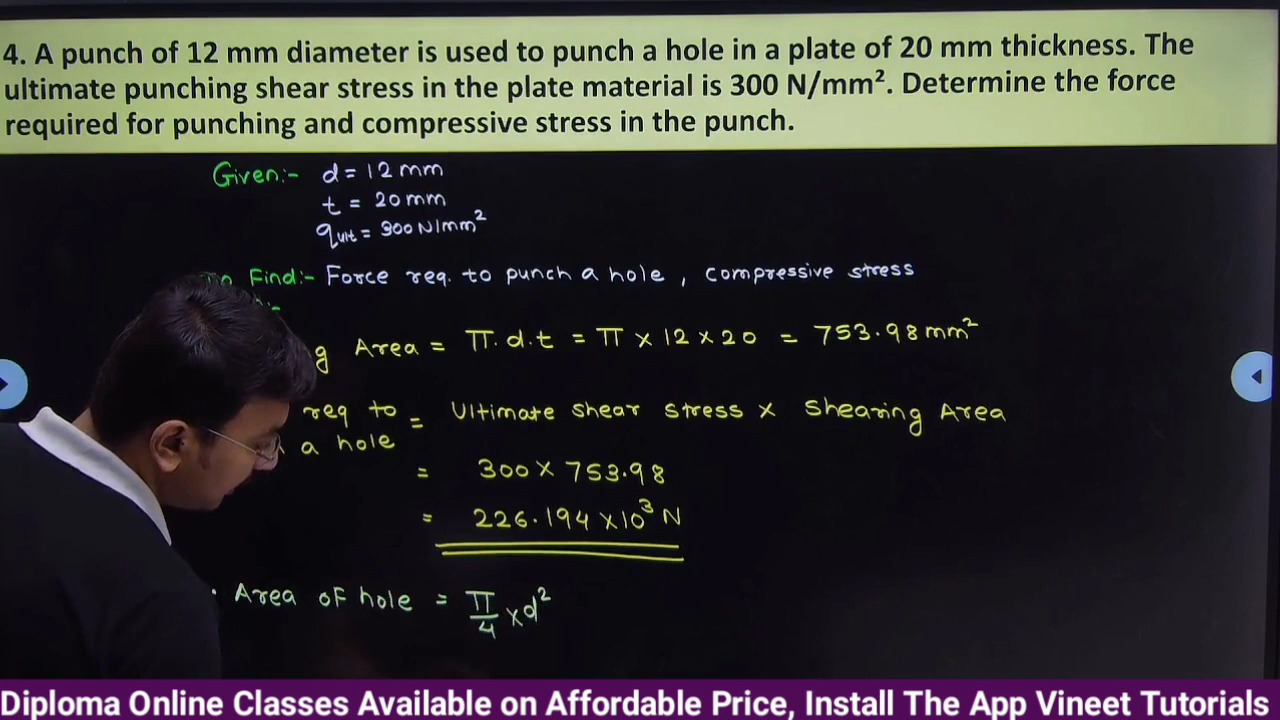 4. A punch of 12 mm diameter is used to punch a hole in a plate of 20 mm thickness. The
ultimate punching shear stress in the plate material is 300 N/mm². Determine the force
required for punching and compressive stress in the punch.
Given:- d = 12 mm
t = 20 mm
qult = 300 N/mm²
Find:- Force req. to punch a hole, compressive stress
Area = π.d.t = π × 12 × 20 = 753.98 mm²
req to a hole = Ultimate shear stress × Shearing Area
= 300 × 753.98
= 226.194 × 10³ N
Area of hole = π/4 × d²
Diploma Online Classes Available on Affordable Price, Install The App Vineet Tutorials